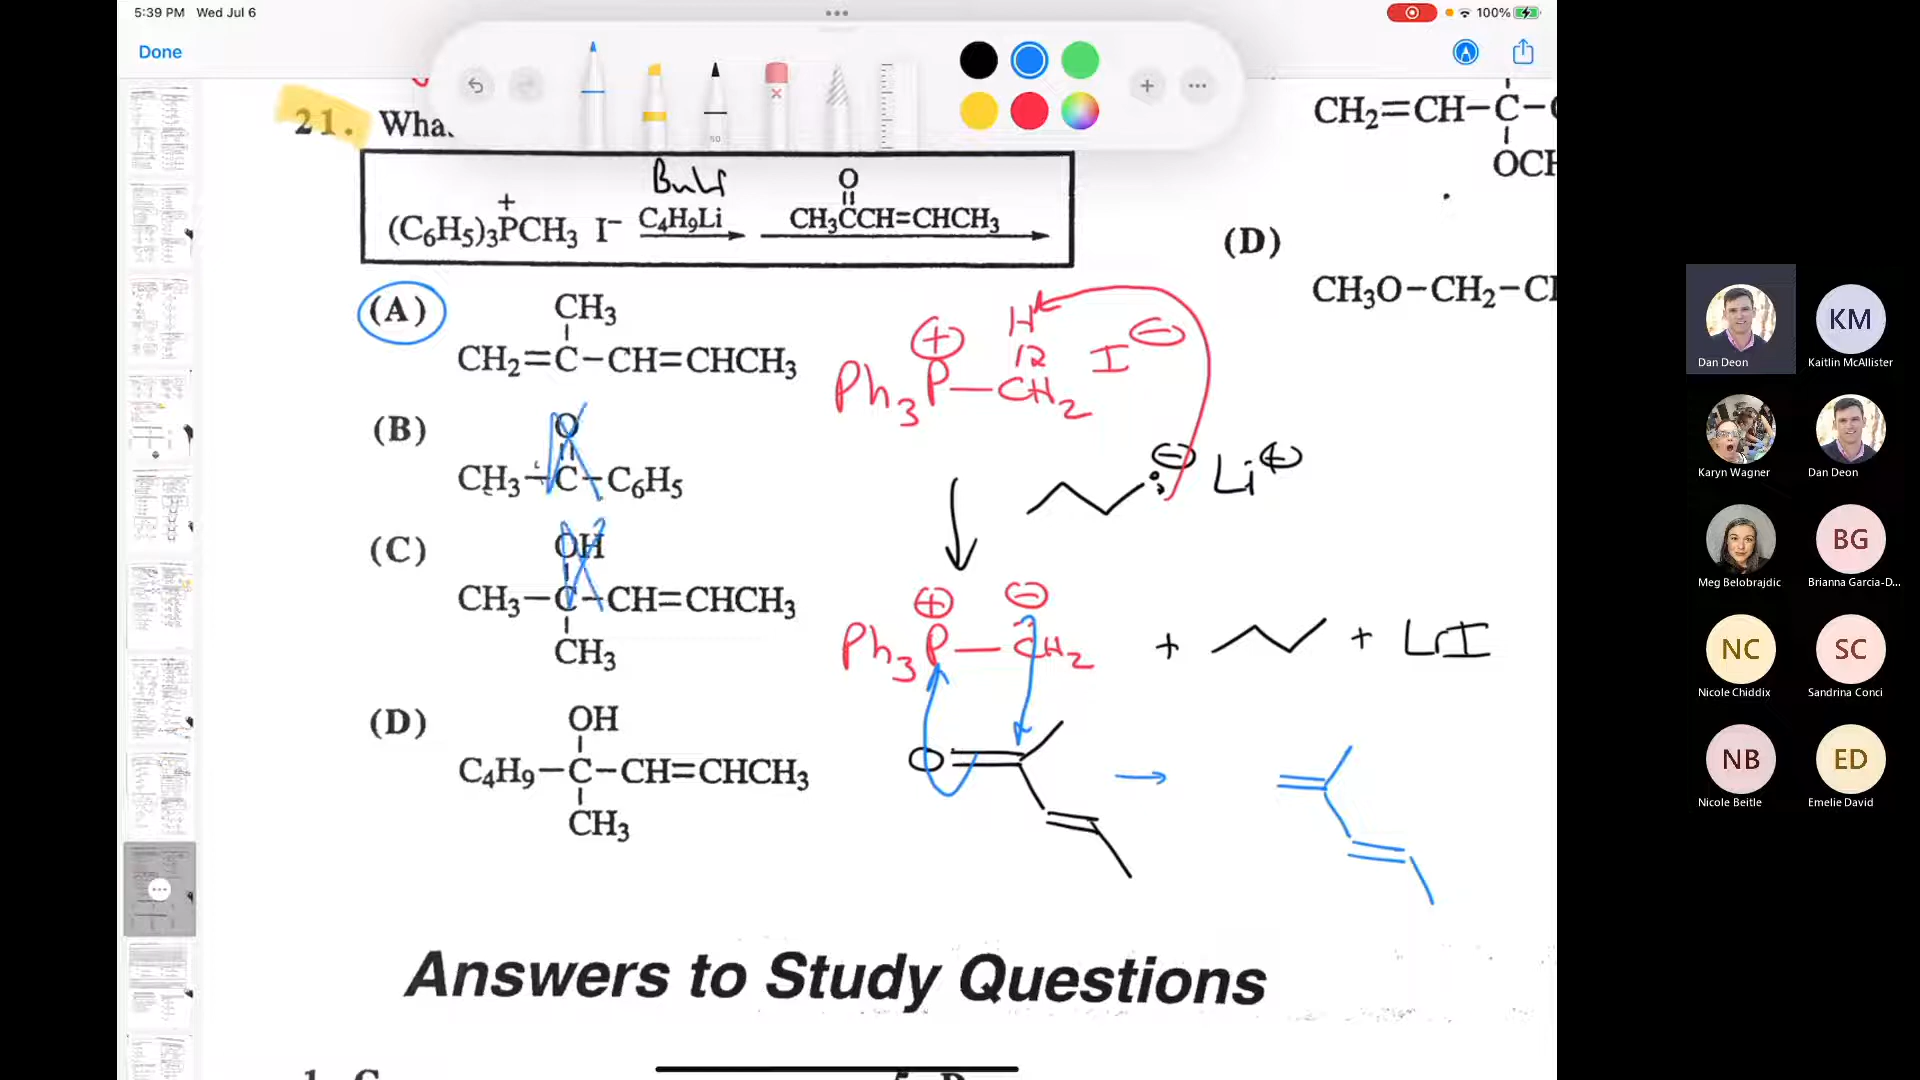 5:39 PM Wed Jul 6
100%
Done
50
21. Wha
BuLi
O
(C6H5)3P+CH3 I− C4H9Li CH3CCH=CHCH3
(A)
CH3
CH2=C−CH=CHCH3
(B)
O
CH3−C−C6H5
(C)
OH
CH3−C−CH=CHCH3
CH3
(D)
OH
C4H9−C−CH=CHCH3
CH3
H
Ph3P+—CH2 I−
Li+
Ph3P+—CH2− + + LiI
O
CH2=CH−C−
OCH
(D)
CH3O−CH2−C
Answers to Study Questions
Dan Deon
KM
Kaitlin McAllister
Karyn Wagner
Dan Deon
Meg Belobrajdic
BG
Brianna Garcia-D...
NC
Nicole Chiddix
SC
Sandrina Conci
NB
Nicole Beitle
ED
Emelie David